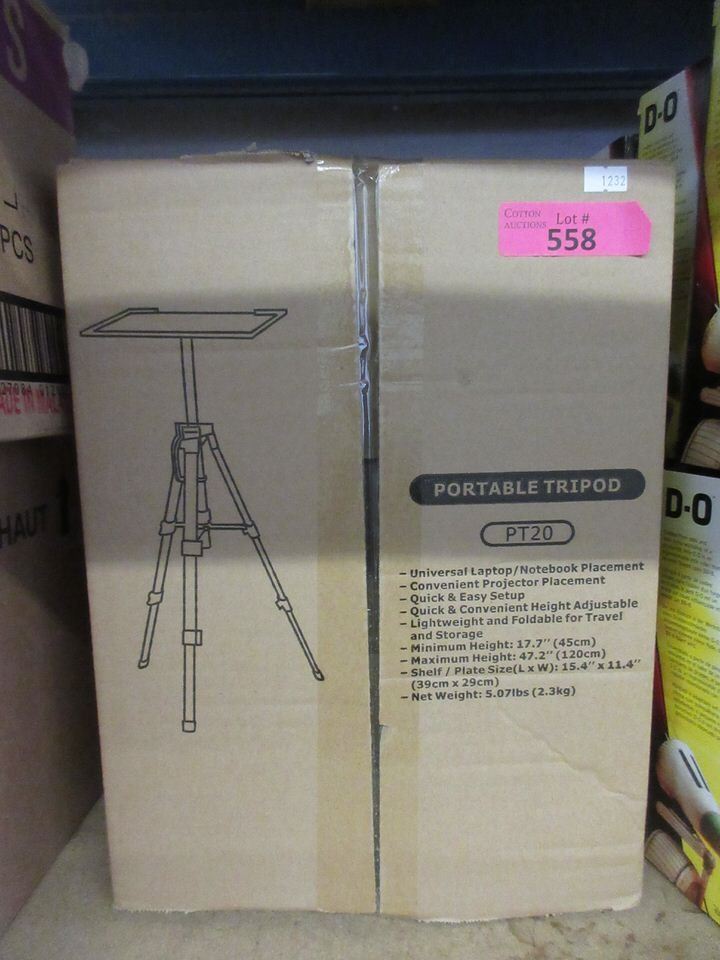 S
PCS
HAUT 1
1232
COTTON AUCTIONS Lot #
558
PORTABLE TRIPOD
PT20
- Universal Laptop/Notebook Placement
- Convenient Projector Placement
- Quick & Easy Setup
- Quick & Convenient Height Adjustable
- Lightweight and Foldable for Travel
and Storage
- Minimum Height: 17.7" (45cm)
- Maximum Height: 47.2" (120cm)
- Shelf / Plate Size(L x W): 15.4" x 11.4"
(39cm x 29cm)
- Net Weight: 5.07lbs (2.3kg)
D-O
D-O